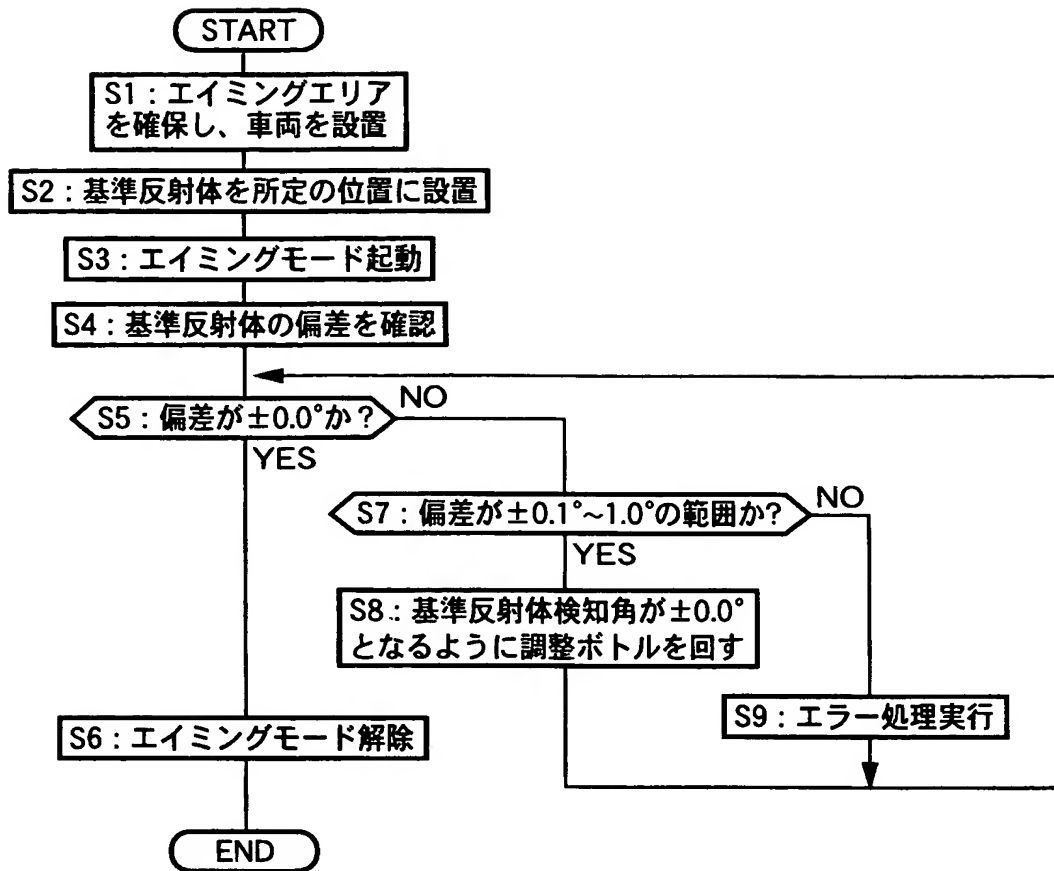 START
S1：エイミングエリア
を確保し、車両を設置
S2：基準反射体を所定の位置に設置
S3：エイミングモード起動
S4：基準反射体の偏差を確認
S5：偏差が±0.0°か？
NO
YES
S7：偏差が±0.1°~1.0°の範囲か?
NO
YES
S8：基準反射体検知角が±0.0°
となるように調整ボトルを回す
S9：エラー処理実行
S6：エイミングモード解除
END